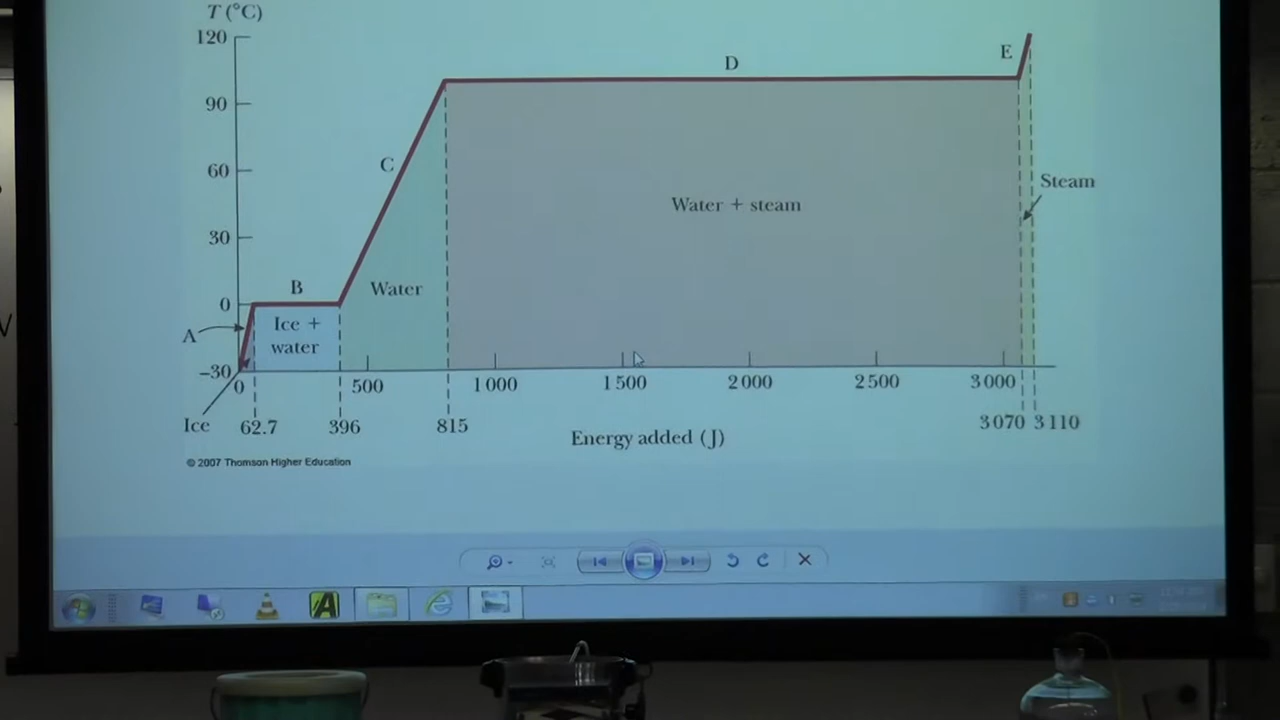 T (°C)
120
90
60
30
0
−30
A
B
C
D
E
Ice +
water
Water
Water + steam
Steam
Ice
0
500
1 000
1 500
2 000
2 500
3 000
62.7
396
815
3 070
3 110
Energy added (J)
© 2007 Thomson Higher Education